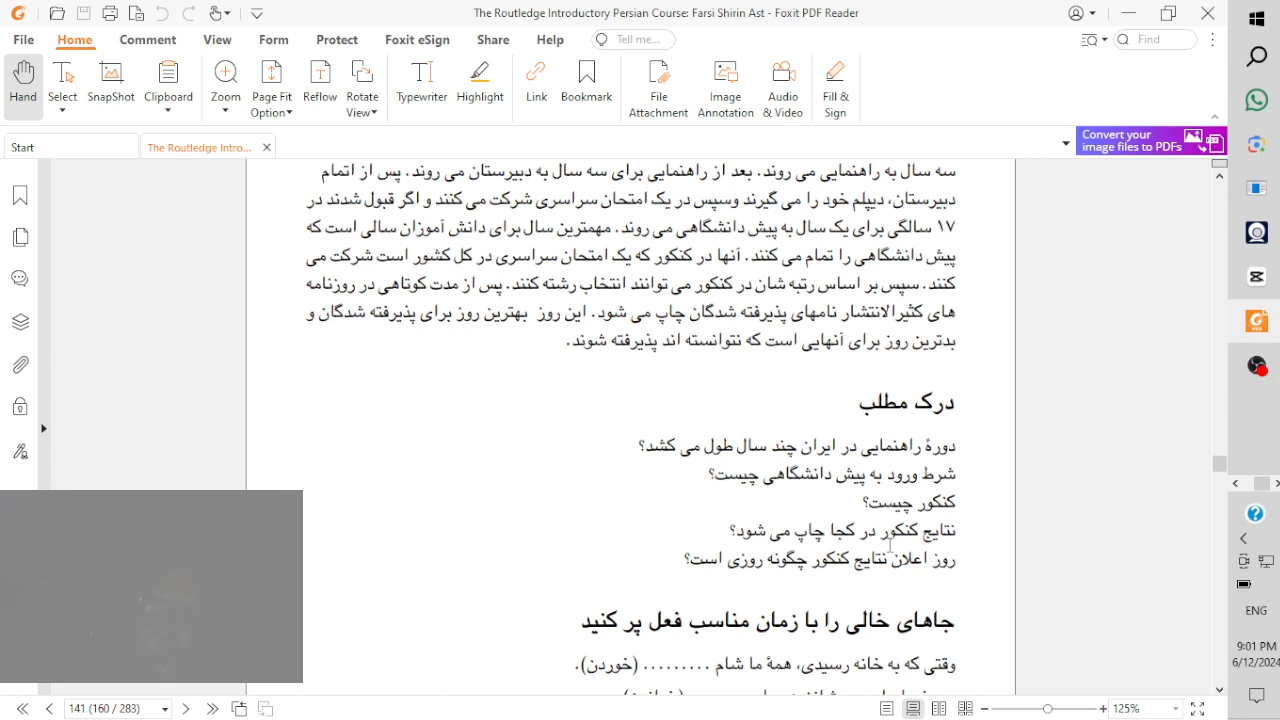 The Routledge Introductory Persian Course: Farsi Shirin Ast - Foxit PDF Reader
File Home Comment View Form Protect Foxit eSign Share Help Tell me... Find
Hand Select SnapShot Clipboard Zoom Page Fit Option Reflow Rotate View Typewriter Highlight Link Bookmark File Attachment Image Annotation Audio & Video Fill & Sign
Start The Routledge Intro...
Convert your
image files to PDFs
سه سال به راهنمایی می روند. بعد از راهنمایی برای سه سال به دبیرستان می روند. پس از اتمام
دبیرستان، دیپلم خود را می گیرند وسپس در یک امتحان سراسری شرکت می کنند و اگر قبول شدند در
۱۷ سالگی برای یک سال به پیش دانشگاهی می روند. مهمترین سال برای دانش آموزان سالی است که
پیش دانشگاهی را تمام می کنند. آنها در کنکور که یک امتحان سراسری در کل کشور است شرکت می
کنند. سپس بر اساس رتبه شان در کنکور می توانند انتخاب رشته کنند. پس از مدت کوتاهی در روزنامه
های کثیرالانتشار نامهای پذیرفته شدگان چاپ می شود. این روز بهترین روز برای پذیرفته شدگان و
بدترین روز برای آنهایی است که نتوانسته اند پذیرفته شوند.
درک مطلب
دورهٔ راهنمایی در ایران چند سال طول می کشد؟
شرط ورود به پیش دانشگاهی چیست؟
کنکور چیست؟
نتایج کنکور در کجا چاپ می شود؟
روز اعلان نتایج کنکور چگونه روزی است؟
جاهای خالی را با زمان مناسب فعل پر کنید
وقتی که به خانه رسیدی، همهٔ ما شام ......... (خوردن).
141 (160 / 283)
125%
ENG
9:01 PM
6/12/2024